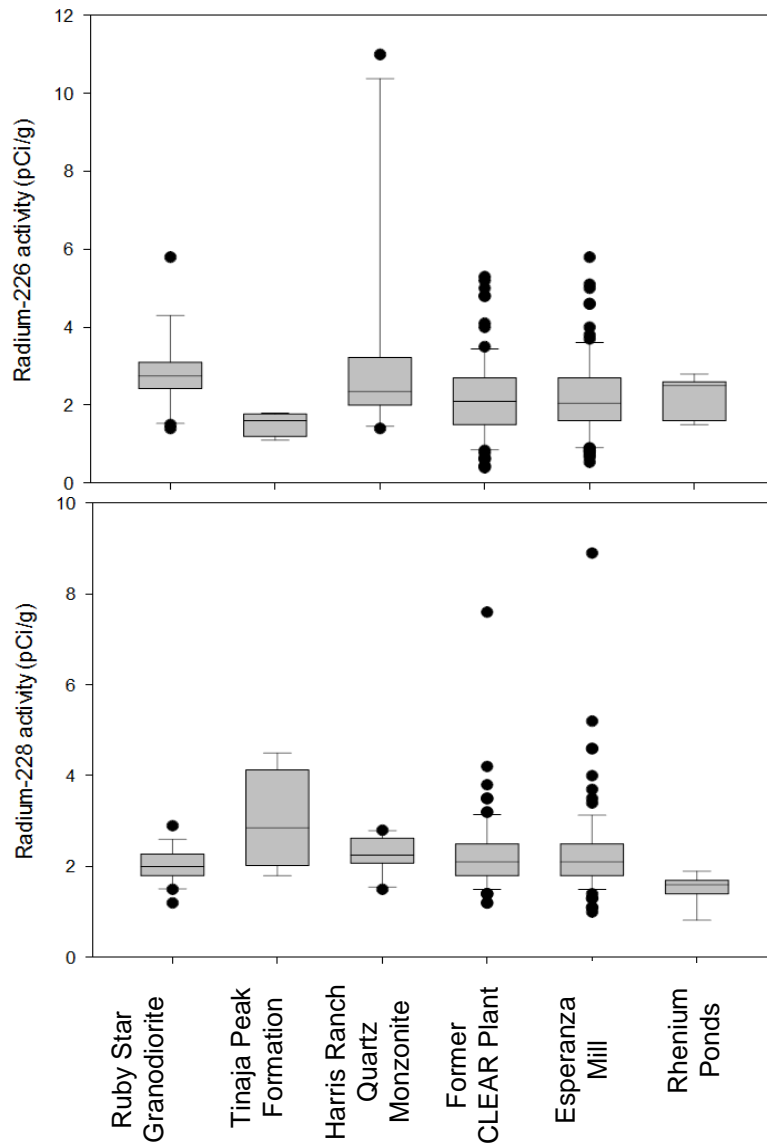 12
10
8
6
4
2
0
Radium-226 activity (pCi/g)
10
8
6
4
2
0
Radium-228 activity (pCi/g)
Ruby Star
Granodiorite
Tinaja Peak
Formation
Harris Ranch
Quartz
Monzonite
Former
CLEAR Plant
Esperanza
Mill
Rhenium
Ponds